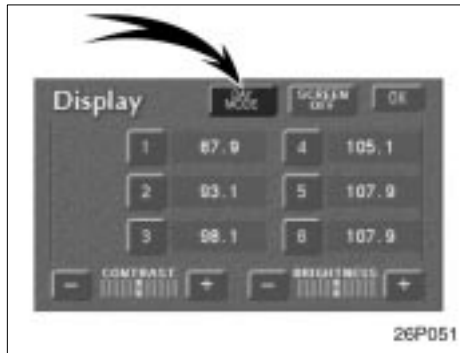 Display DAY MODE SCREEN OFF OK
1 87.9 4 105.1
2 93.1 5 107.9
3 98.1 6 107.9
− CONTRAST + − BRIGHTNESS +
26P051